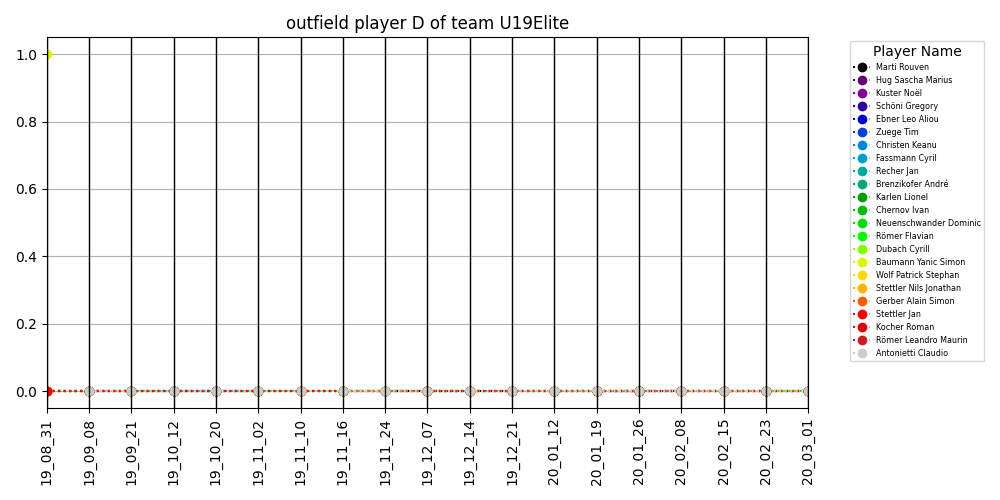 outfield player D of team U19Elite
1.0
0.8
0.6
0.4
0.2
0.0
19_08_31
19_09_08
19_09_21
19_10_12
19_10_20
19_11_02
19_11_10
19_11_16
19_11_24
19_12_07
19_12_14
19_12_21
20_01_12
20_01_19
20_01_26
20_02_08
20_02_15
20_02_23
20_03_01
Player Name
Marti Rouven
Hug Sascha Marius
Kuster Noël
Schöni Gregory
Ebner Leo Aliou
Zuege Tim
Christen Keanu
Fassmann Cyril
Recher Jan
Brenzikofer André
Karlen Lionel
Chernov Ivan
Neuenschwander Dominic
Römer Flavian
Dubach Cyrill
Baumann Yanic Simon
Wolf Patrick Stephan
Stettler Nils Jonathan
Gerber Alain Simon
Stettler Jan
Kocher Roman
Römer Leandro Maurin
Antonietti Claudio